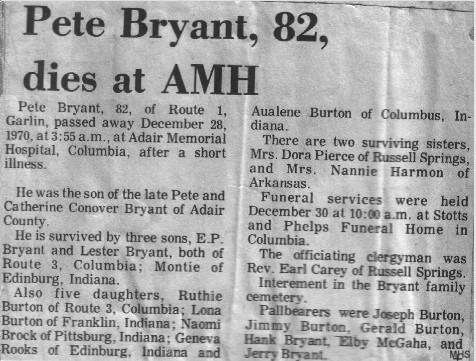 Pete Bryant, 82,
dies at AMH
Pete Bryant, 82, of Route 1,
Garlin, passed away December 28,
1970, at 3:55 a.m., at Adair Memorial
Hospital, Columbia, after a short
illness.
He was the son of the late Pete and
Catherine Conover Bryant of Adair
County.
He is survived by three sons, E.P.
Bryant and Lester Bryant, both of
Route 3, Columbia; Montie of
Edinburg, Indiana.
Also five daughters, Ruthie
Burton of Route 3, Columbia; Lona
Burton of Franklin, Indiana; Naomi
Brock of Pittsburg, Indiana; Geneva
Rooks of Edinburg, Indiana and
Aualene Burton of Columbus, In-
diana.
There are two surviving sisters,
Mrs. Dora Pierce of Russell Springs,
and Mrs. Nannie Harmon of
Arkansas.
Funeral services were held
December 30 at 10:00 a.m. at Stotts
and Phelps Funeral Home in
Columbia.
The officiating clergyman was
Rev. Earl Carey of Russell Springs.
Interement in the Bryant family
cemetery.
Pallbearers were Joseph Burton,
Jimmy Burton, Gerald Burton,
Hank Bryant, Elby McGaha, and
Jerry Bryant.